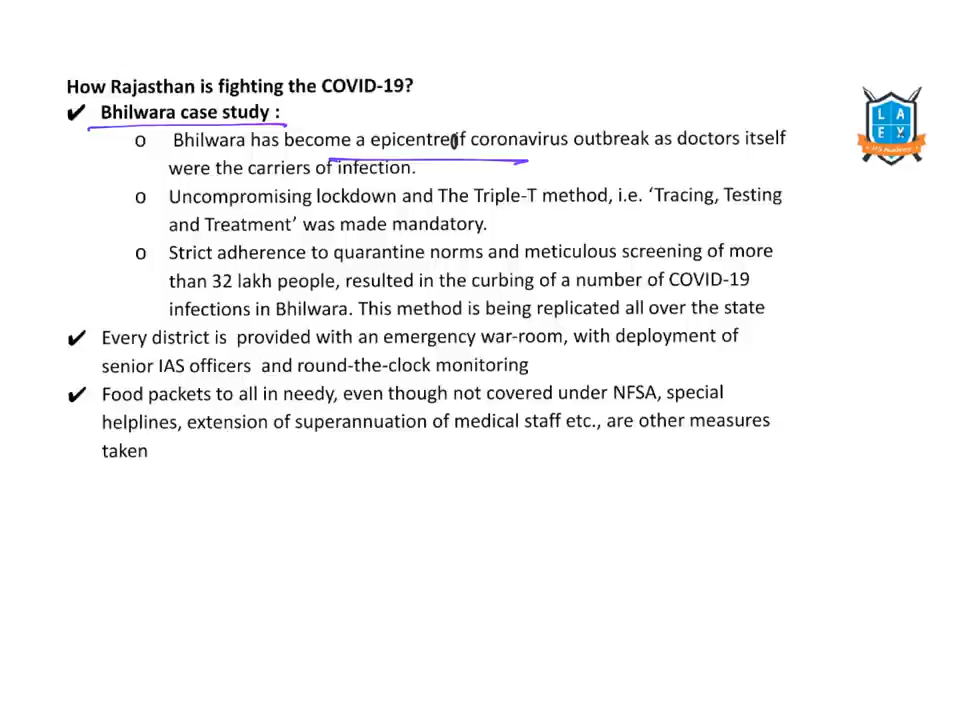 How Rajasthan is fighting the COVID-19?
✔ Bhilwara case study :
o Bhilwara has become a epicentre of coronavirus outbreak as doctors itself
were the carriers of infection.
o Uncompromising lockdown and The Triple-T method, i.e. ‘Tracing, Testing
and Treatment’ was made mandatory.
o Strict adherence to quarantine norms and meticulous screening of more
than 32 lakh people, resulted in the curbing of a number of COVID-19
infections in Bhilwara. This method is being replicated all over the state
✔ Every district is provided with an emergency war-room, with deployment of
senior IAS officers and round-the-clock monitoring
✔ Food packets to all in needy, even though not covered under NFSA, special
helplines, extension of superannuation of medical staff etc., are other measures
taken
L A
E X
IAS Academy